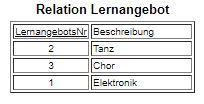 Relation Lernangebot
LernangebotsNr Beschreibung
2 Tanz
3 Chor
1 Elektronik